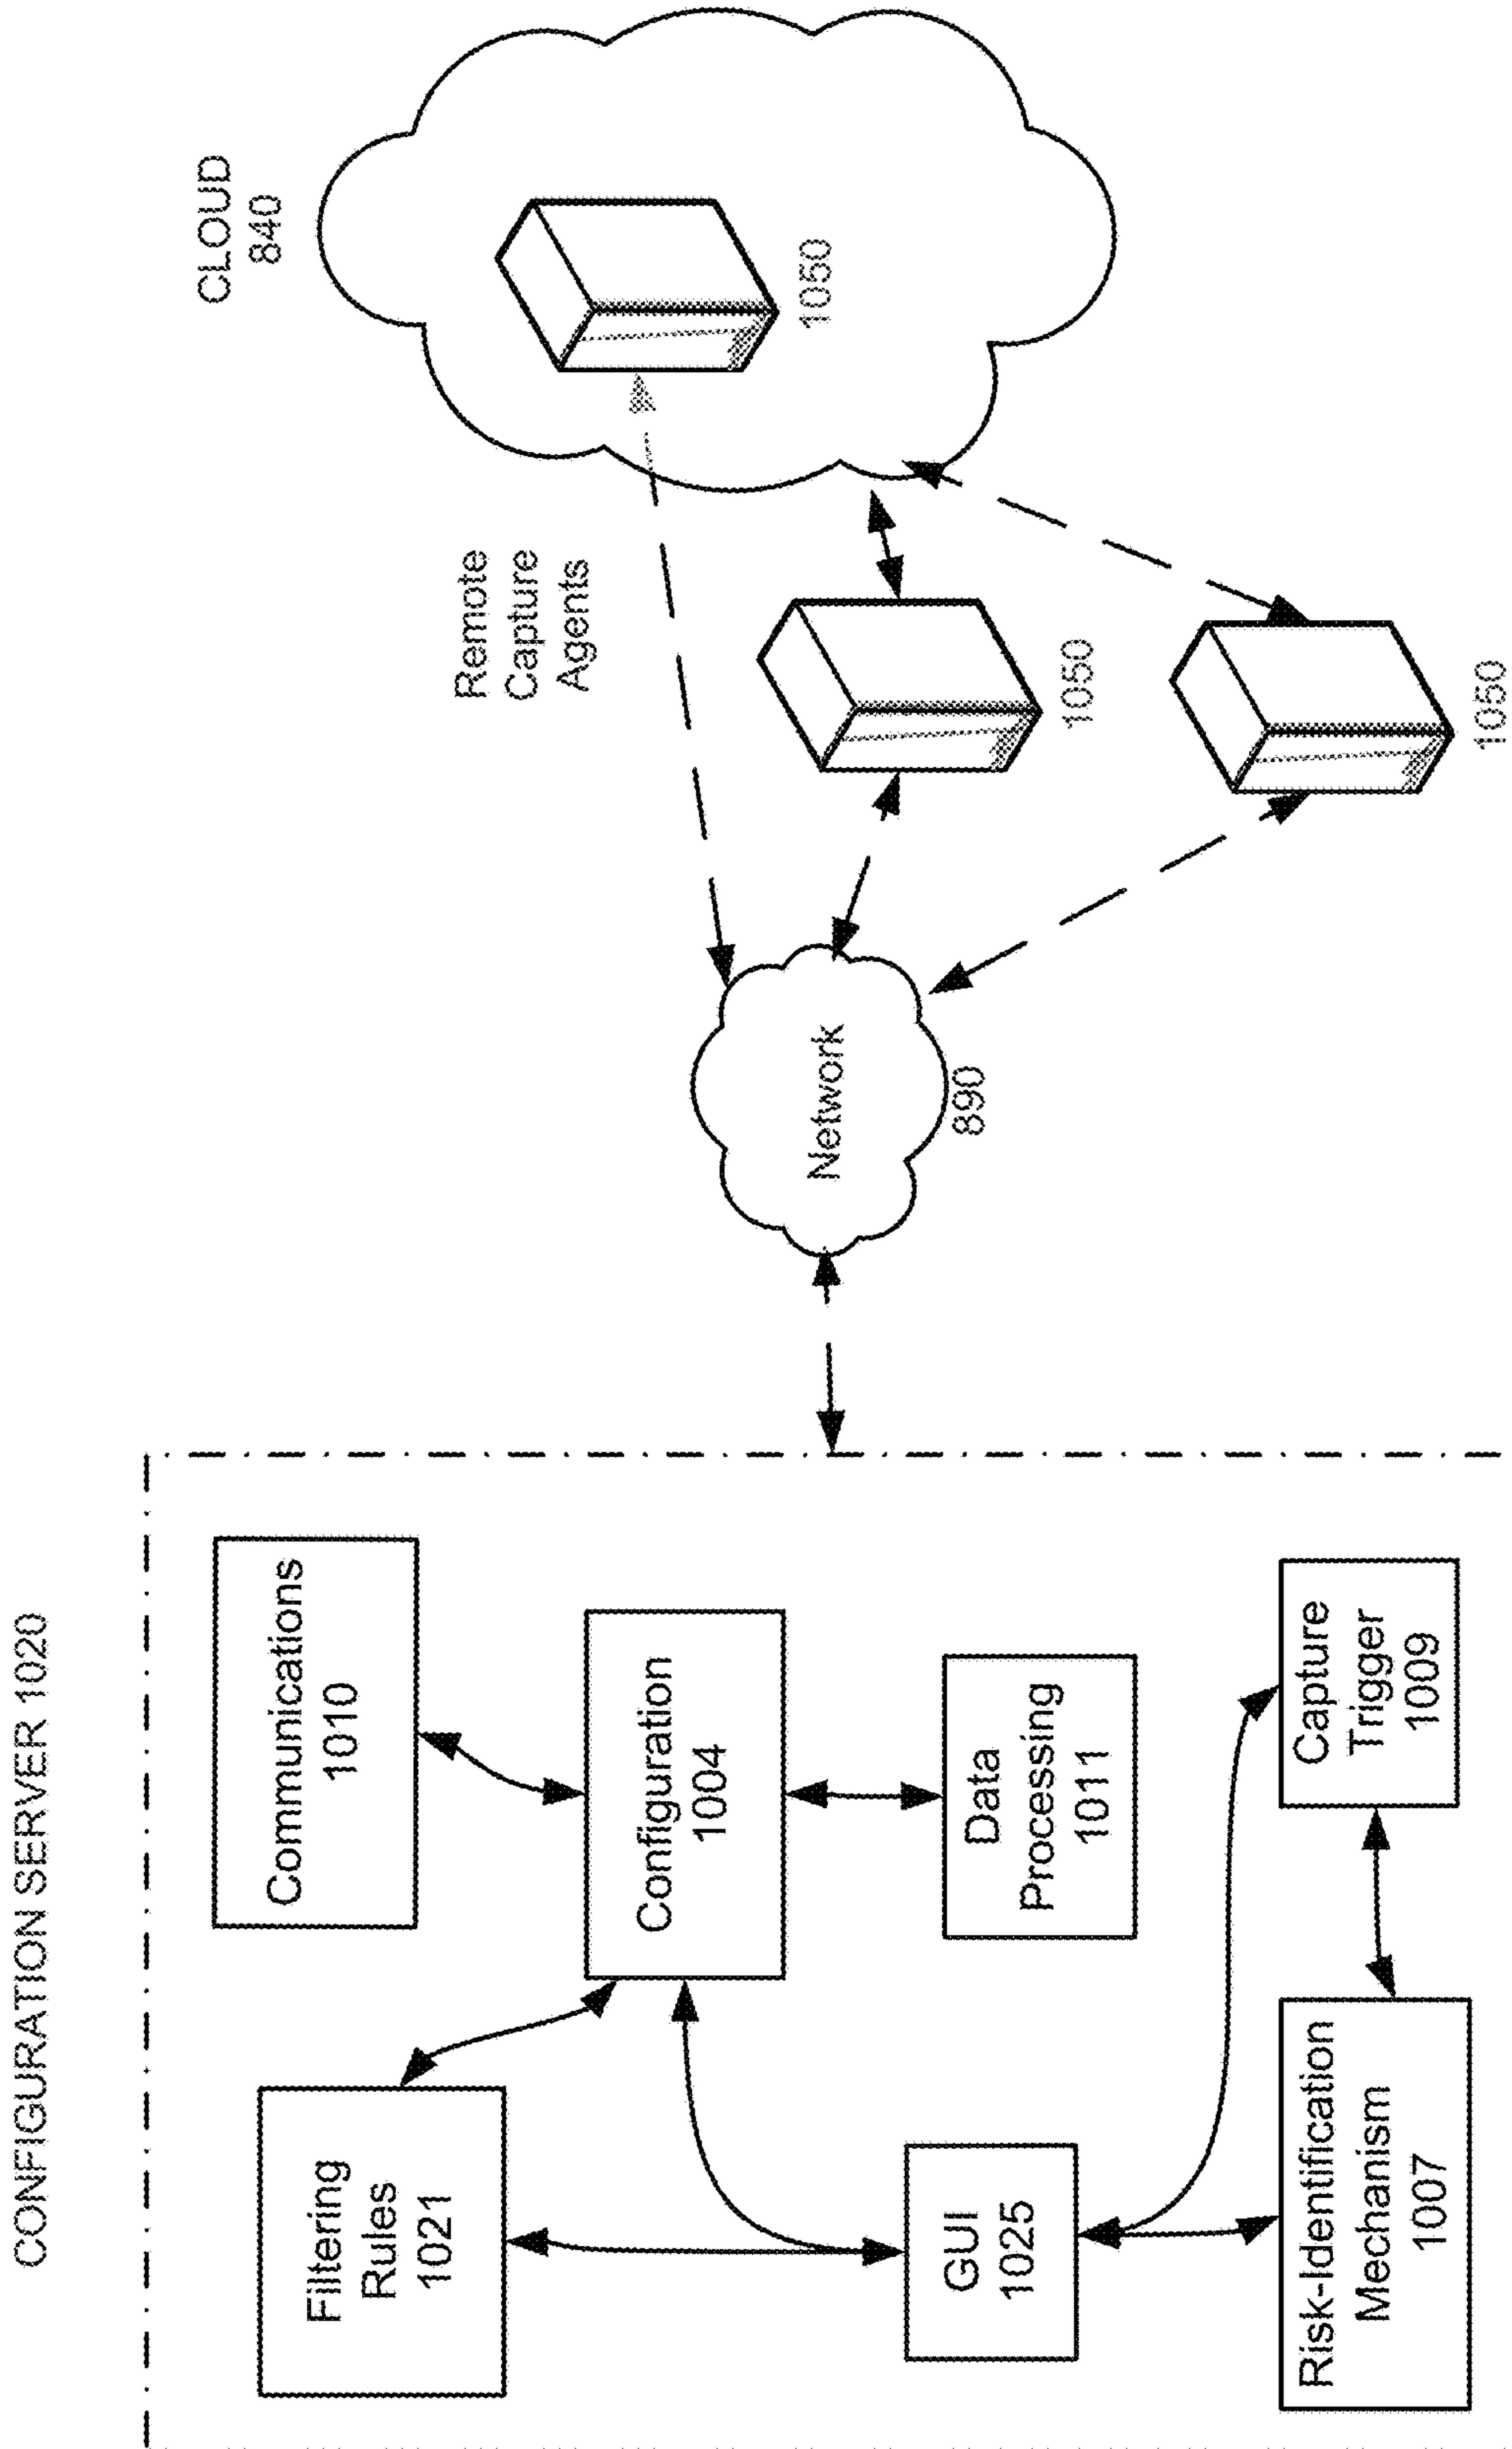 CONFIGURATION SERVER 1020
Filtering
Rules
1021
Communications
1010
Configuration
1004
GUI
1025
Data
Processing
1011
Risk-Identification
Mechanism
1007
Capture
Trigger
1009
Network
890
Remote
Capture
Agents
CLOUD
840
1050
1050
1050